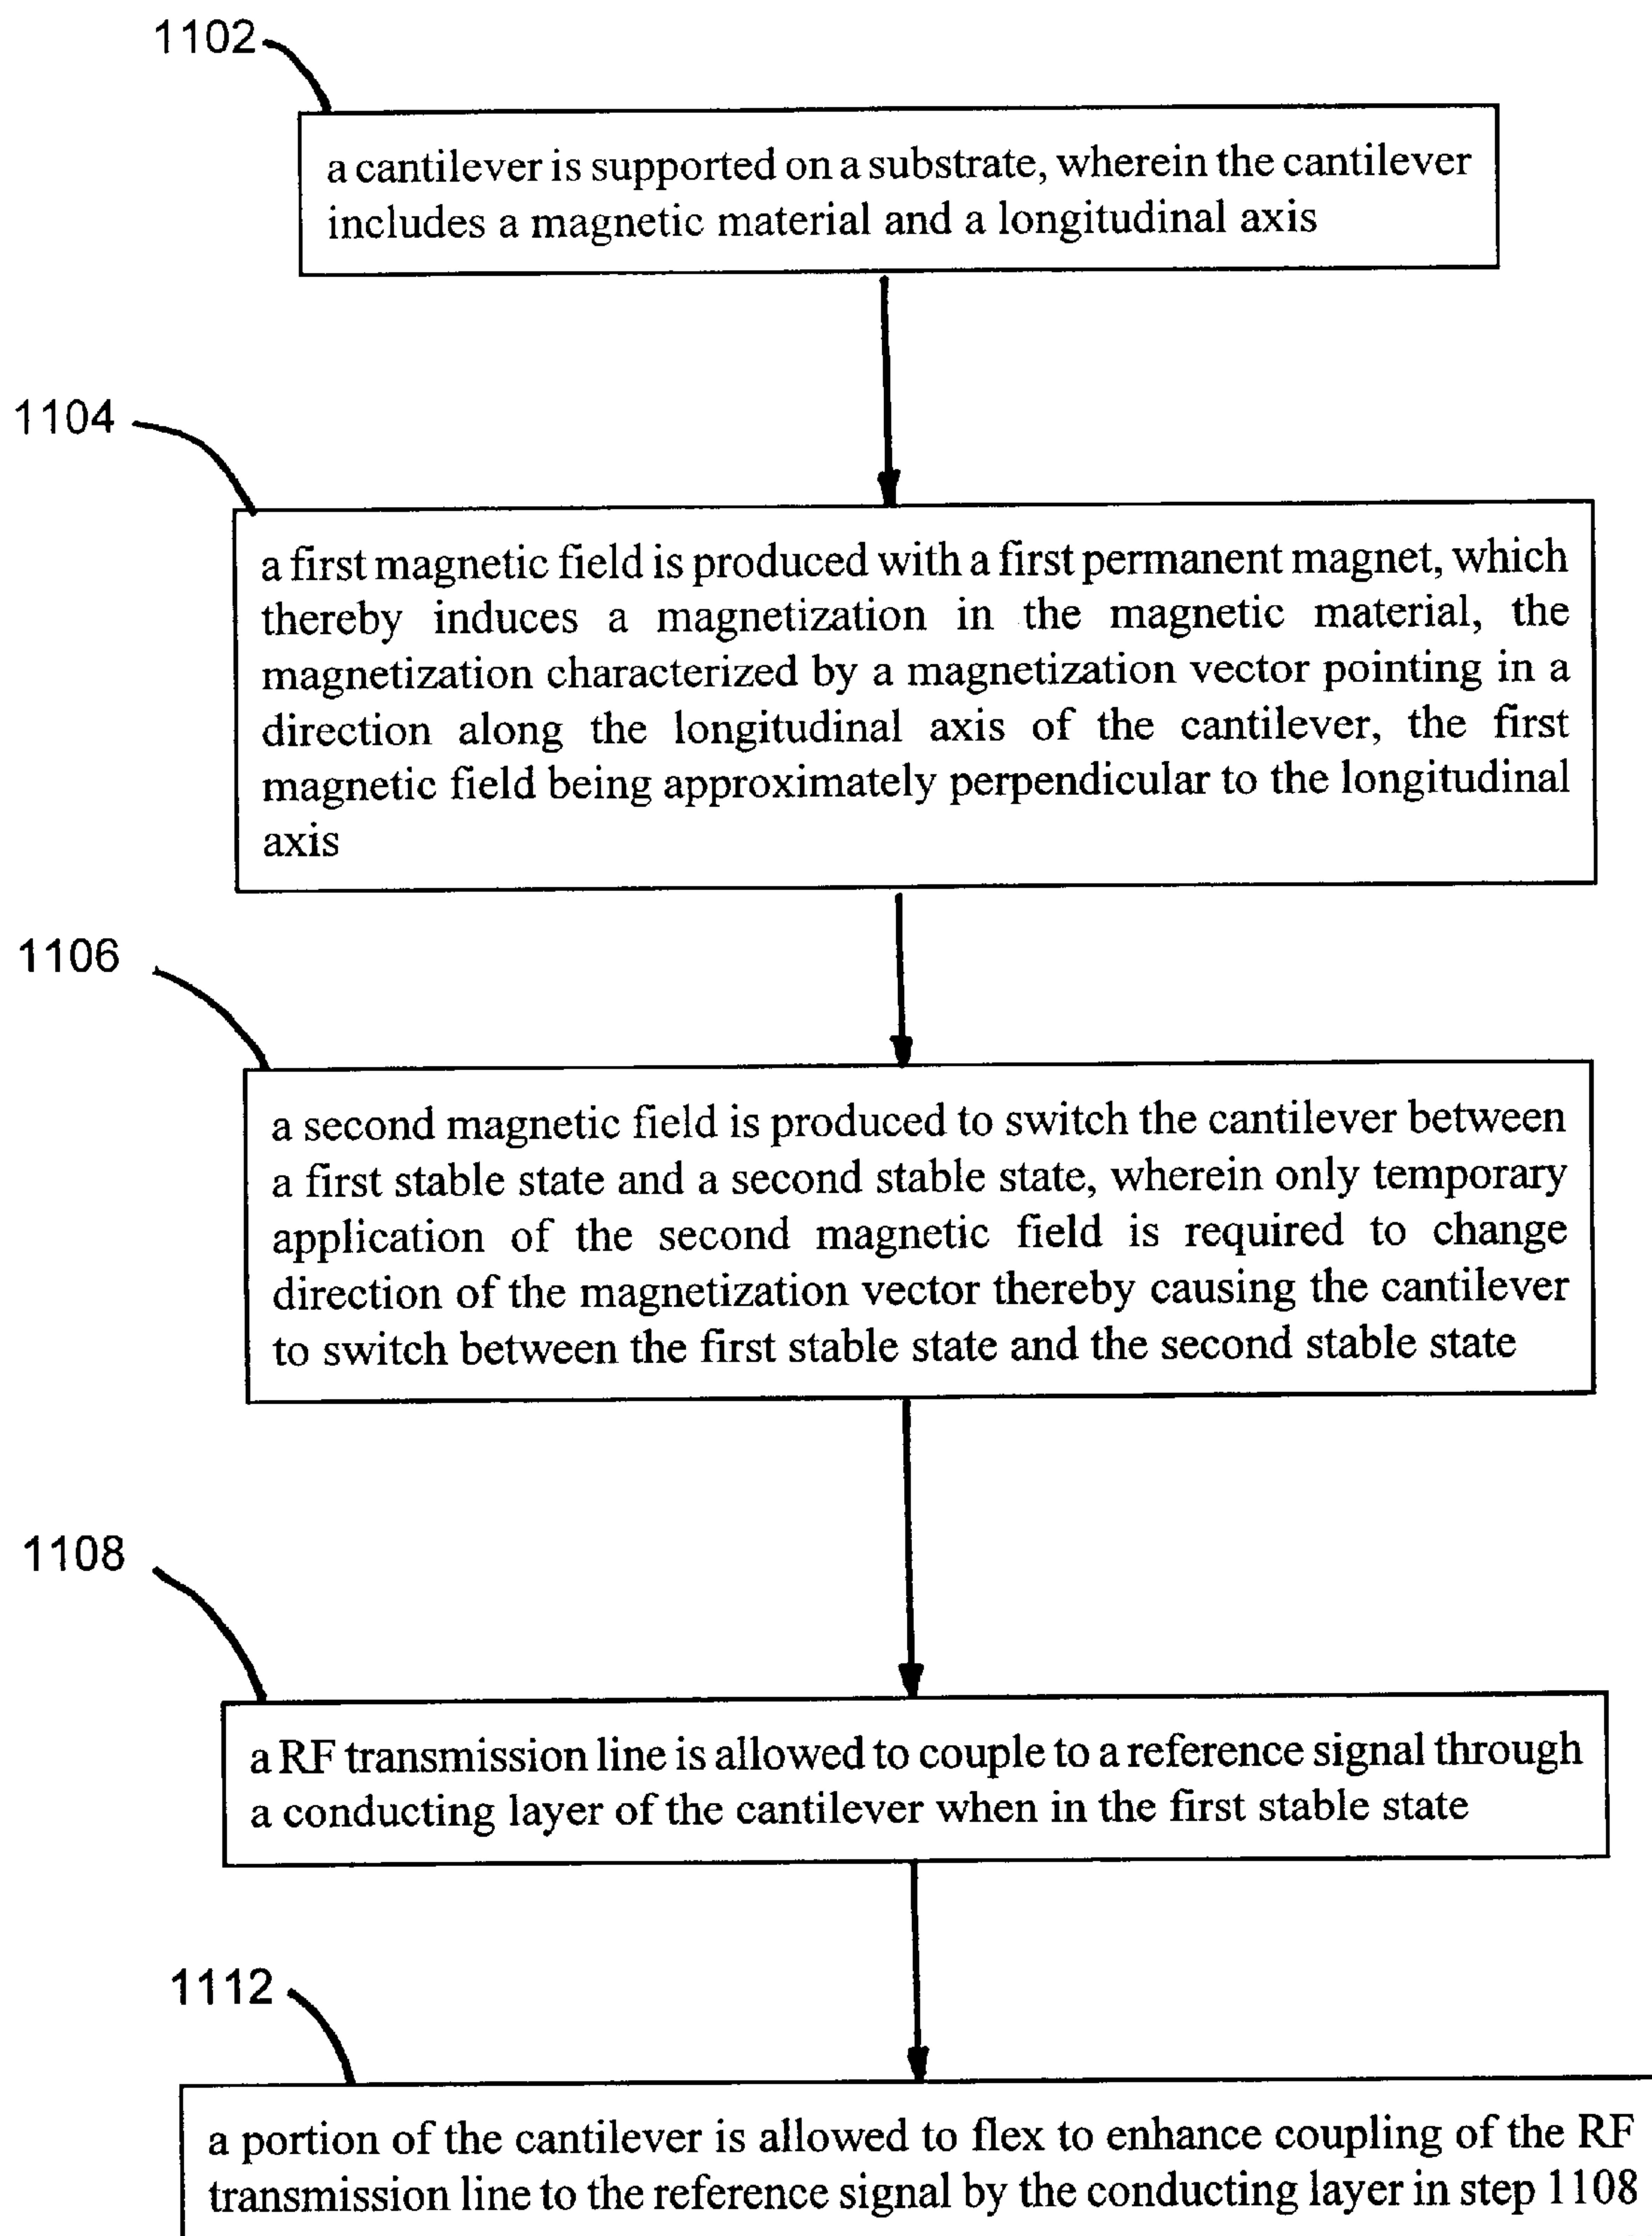 1102
a cantilever is supported on a substrate, wherein the cantilever
includes a magnetic material and a longitudinal axis
1104
a first magnetic field is produced with a first permanent magnet, which
thereby induces a magnetization in the magnetic material, the
magnetization characterized by a magnetization vector pointing in a
direction along the longitudinal axis of the cantilever, the first
magnetic field being approximately perpendicular to the longitudinal
axis
1106
a second magnetic field is produced to switch the cantilever between
a first stable state and a second stable state, wherein only temporary
application of the second magnetic field is required to change
direction of the magnetization vector thereby causing the cantilever
to switch between the first stable state and the second stable state
1108
a RF transmission line is allowed to couple to a reference signal through
a conducting layer of the cantilever when in the first stable state
1112
a portion of the cantilever is allowed to flex to enhance coupling of the RF
transmission line to the reference signal by the conducting layer in step 1108